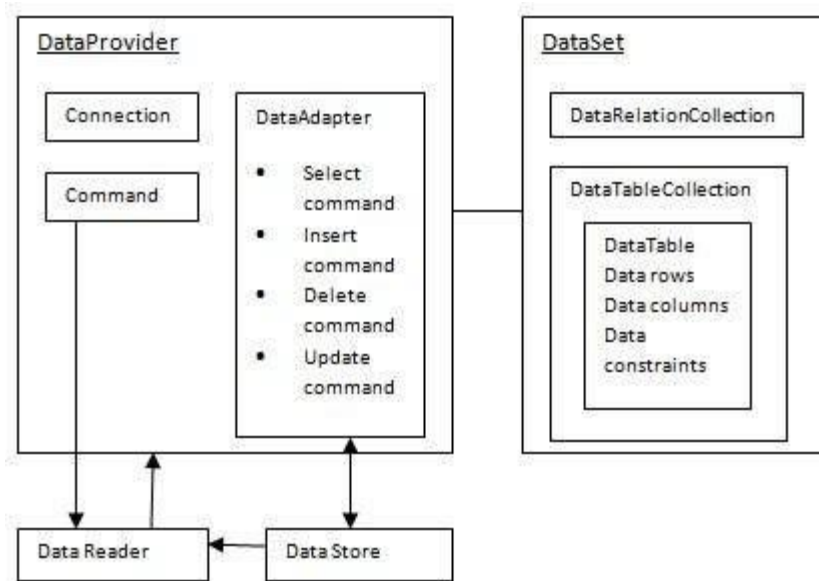 DataProvider
Connection
Command
DataAdapter
• Select
command
• Insert
command
• Delete
command
• Update
command
DataSet
DataRelationCollection
DataTableCollection
DataTable
Data rows
Data columns
Data
constraints
Data Reader
Data Store